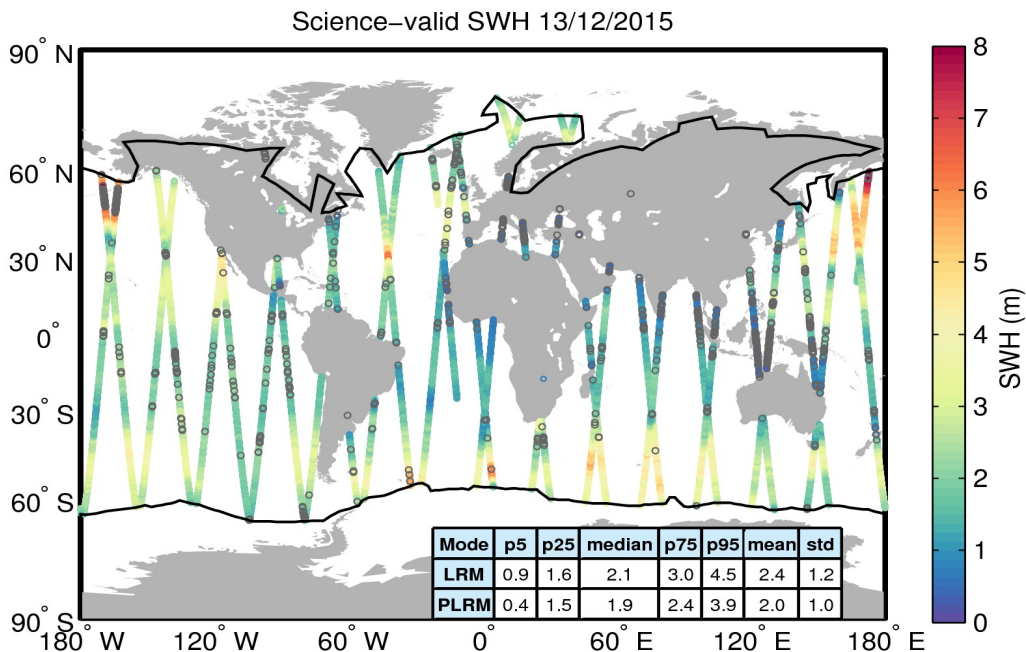 Science−valid SWH 13/12/2015
90° N
60° N
30° N
0°
30° S
60° S
90° S
180° W
120° W
60° W
0°
60° E
120° E
180° E
Mode p5 p25 median p75 p95 mean std
LRM 0.9 1.6 2.1 3.0 4.5 2.4 1.2
PLRM 0.4 1.5 1.9 2.4 3.9 2.0 1.0
8
7
6
5
4
3
2
1
0
SWH (m)